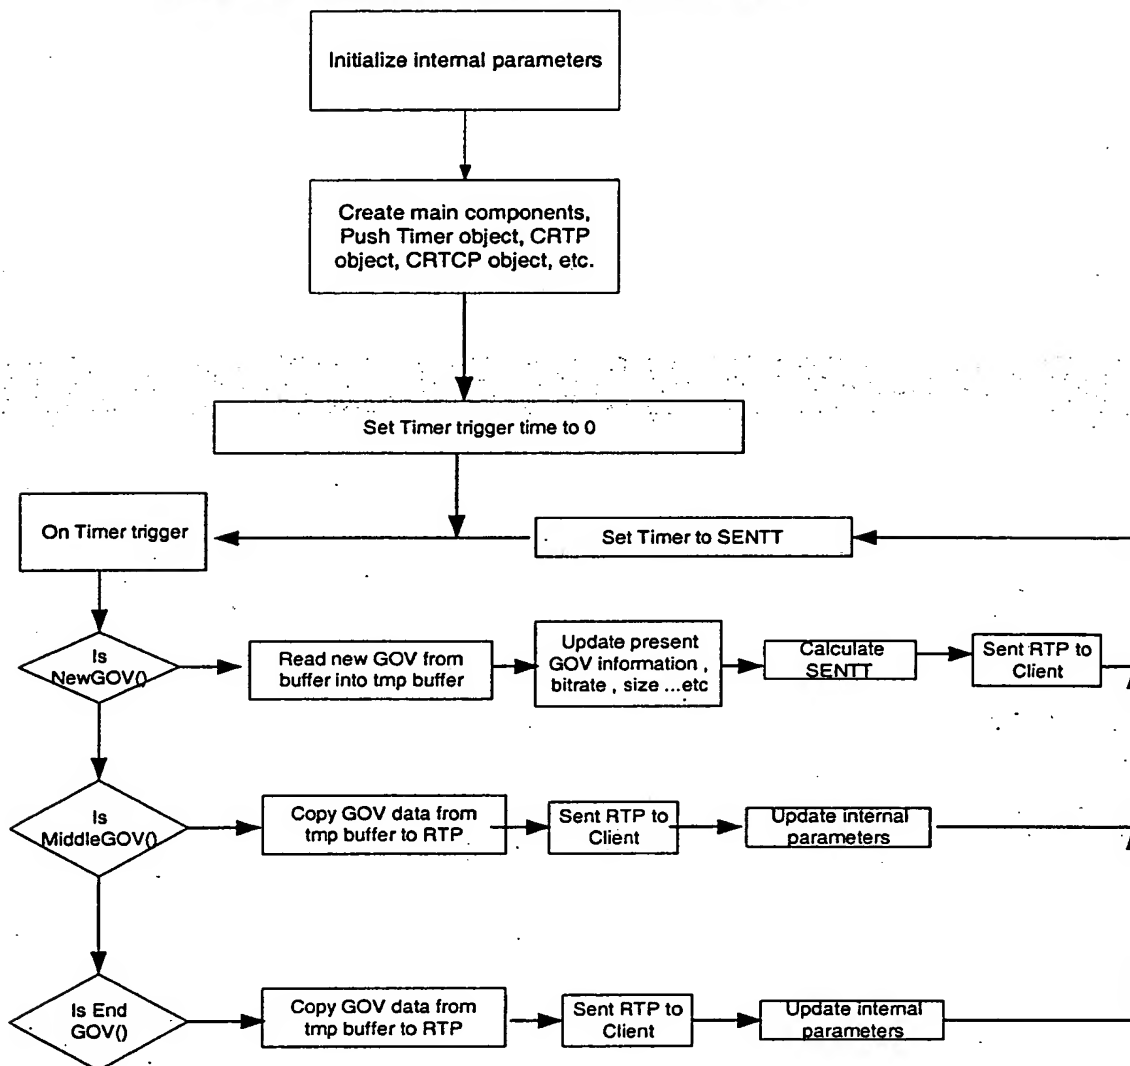 Initialize internal parameters
Create main components,
Push Timer object, CRTP
object, CRTCP object, etc.
Set Timer trigger time to 0
On Timer trigger
Set Timer to SENTT
Is
NewGOV()
Read new GOV from
buffer into tmp buffer
Update present
GOV information ,
bitrate , size ...etc
Calculate
SENTT
Sent RTP to
Client
Is
MiddleGOV()
Copy GOV data from
tmp buffer to RTP
Sent RTP to
Client
Update internal
parameters
Is End
GOV()
Copy GOV data from
tmp buffer to RTP
Sent RTP to
Client
Update internal
parameters